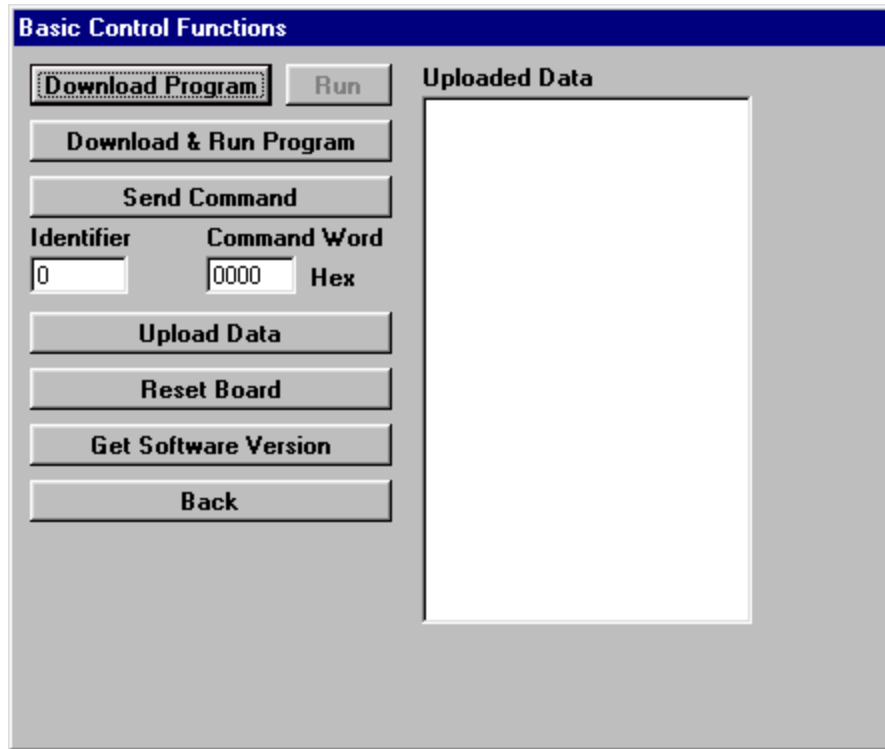 Basic Control Functions
Download Program
Run
Uploaded Data
Download & Run Program
Send Command
Identifier
Command Word
0
0000
Hex
Upload Data
Reset Board
Get Software Version
Back